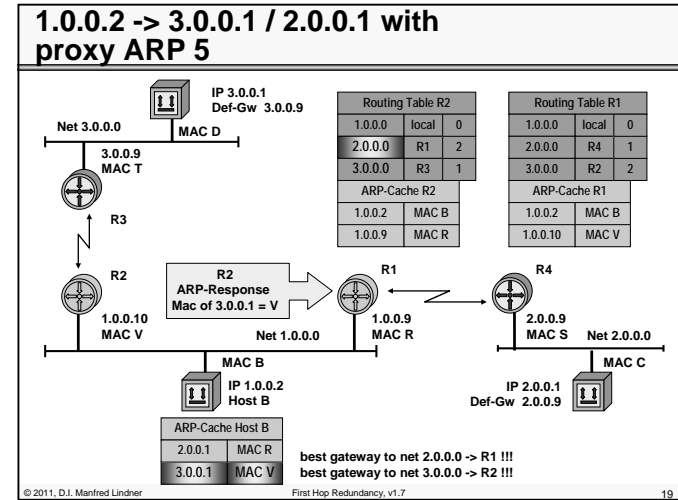 1.0.0.2 -> 3.0.0.1 / 2.0.0.1 with
proxy ARP 5
IP 3.0.0.1
Def-Gw 3.0.0.9
Net 3.0.0.0
MAC D
3.0.0.9
MAC T
R3
Routing Table R2
1.0.0.0 local 0
2.0.0.0 R1 2
3.0.0.0 R3 1
ARP-Cache R2
1.0.0.2 MAC B
1.0.0.9 MAC R
Routing Table R1
1.0.0.0 local 0
2.0.0.0 R4 1
3.0.0.0 R2 2
ARP-Cache R1
1.0.0.2 MAC B
1.0.0.10 MAC V
R2
R2
ARP-Response
Mac of 3.0.0.1 = V
R1
R4
1.0.0.10
MAC V
Net 1.0.0.0
1.0.0.9
MAC R
2.0.0.9
MAC S
Net 2.0.0.0
MAC B
IP 1.0.0.2
Host B
MAC C
IP 2.0.0.1
Def-Gw 2.0.0.9
ARP-Cache Host B
2.0.0.1 MAC R
3.0.0.1 MAC V
best gateway to net 2.0.0.0 -> R1 !!!
best gateway to net 3.0.0.0 -> R2 !!!
© 2011, D.I. Manfred Lindner
First Hop Redundancy, v1.7
19